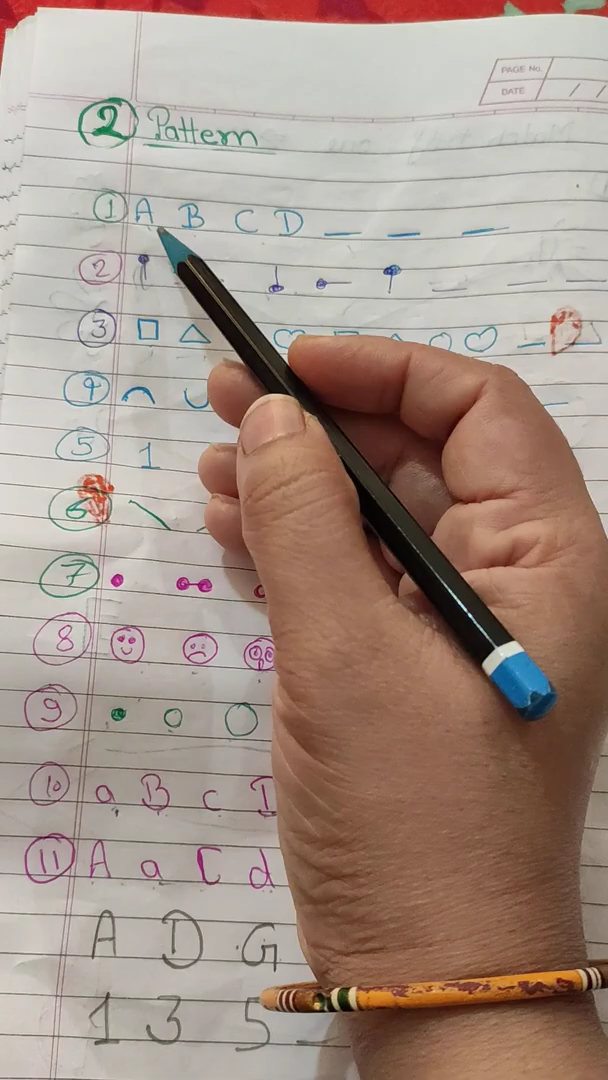 PAGE No.
DATE / /
2 Pattern
1 A B C D _ _ _
2
3
4
5 1
6
7
8
9
10 a B c D
11 A a C d
A D G
1 3 5 _